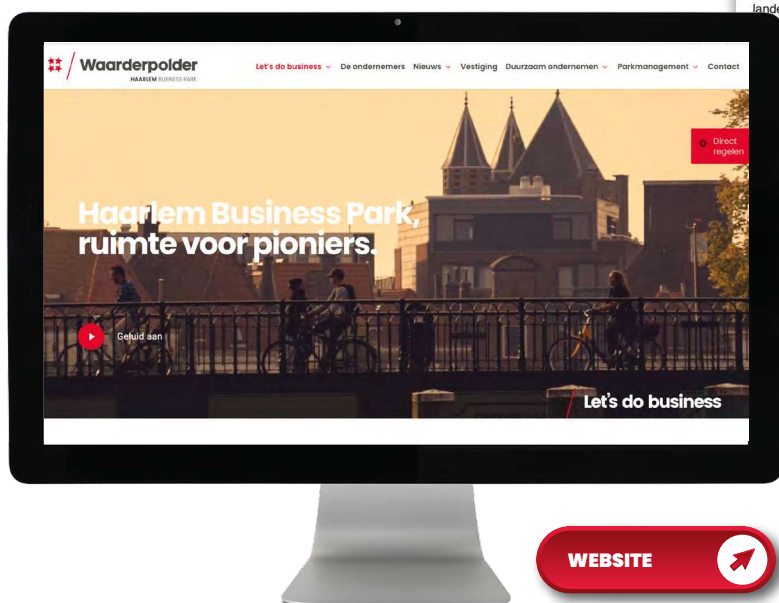 lande
Waarderpolder
HAARLEM BUSINESS PARK
Let's do business De ondernemers Nieuws Vestiging Duurzaam ondernemen Parkmanagement Contact
Direct
regelen
Haarlem Business Park,
ruimte voor pioniers.
Geluid aan
Let's do business
WEBSITE